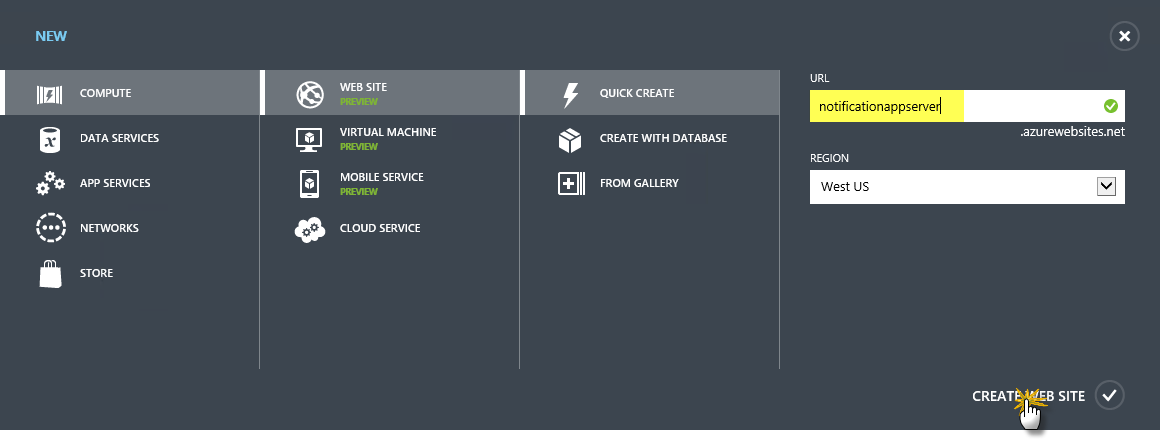 NEW
COMPUTE
DATA SERVICES
APP SERVICES
NETWORKS
STORE
WEB SITE
PREVIEW
VIRTUAL MACHINE
PREVIEW
MOBILE SERVICE
PREVIEW
CLOUD SERVICE
QUICK CREATE
CREATE WITH DATABASE
FROM GALLERY
URL
notificationappserver
.azurewebsites.net
REGION
West US
CREATE WEB SITE